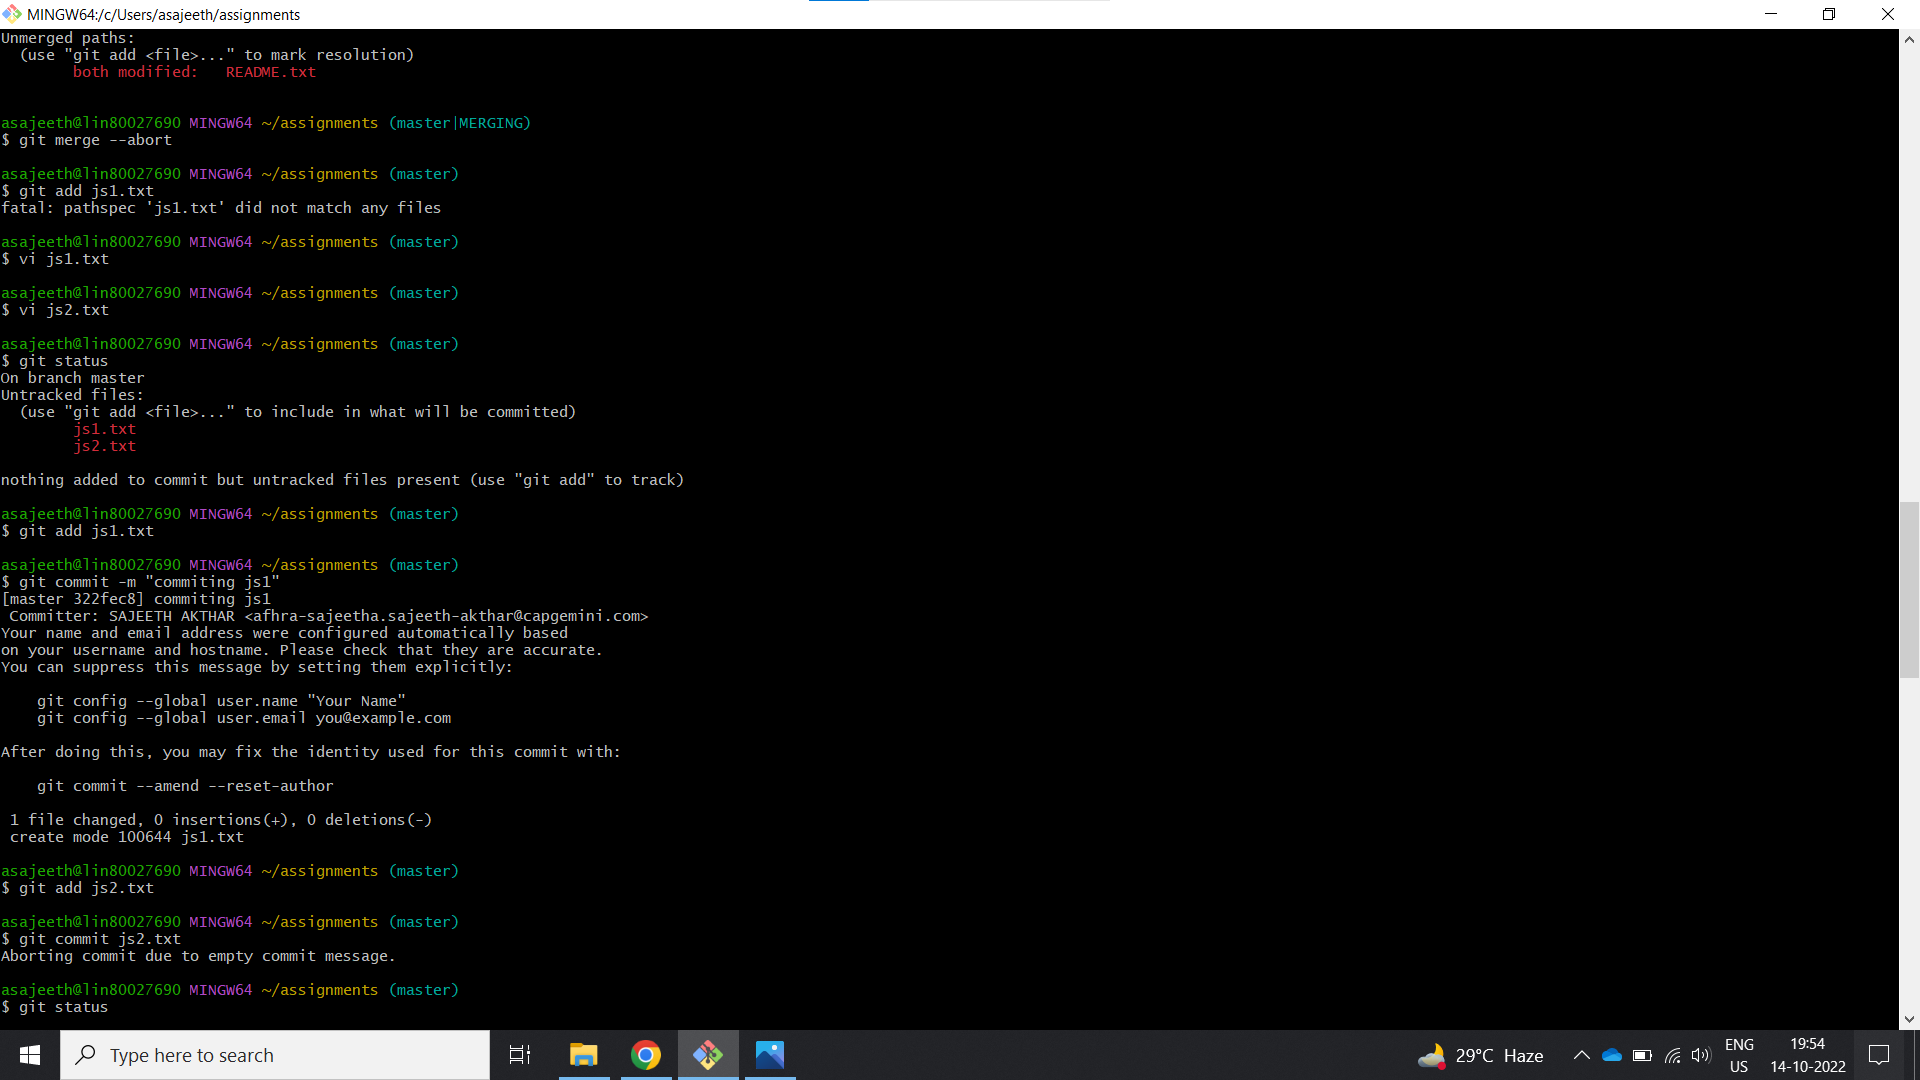 MINGW64:/c/Users/asajeeth/assignments
Unmerged paths:
  (use "git add <file>..." to mark resolution)
        both modified:   README.txt
asajeeth@lin80027690 MINGW64 ~/assignments (master|MERGING)
$ git merge --abort
asajeeth@lin80027690 MINGW64 ~/assignments (master)
$ git add js1.txt
fatal: pathspec 'js1.txt' did not match any files
asajeeth@lin80027690 MINGW64 ~/assignments (master)
$ vi js1.txt
asajeeth@lin80027690 MINGW64 ~/assignments (master)
$ vi js2.txt
asajeeth@lin80027690 MINGW64 ~/assignments (master)
$ git status
On branch master
Untracked files:
  (use "git add <file>..." to include in what will be committed)
        js1.txt
        js2.txt
nothing added to commit but untracked files present (use "git add" to track)
asajeeth@lin80027690 MINGW64 ~/assignments (master)
$ git add js1.txt
asajeeth@lin80027690 MINGW64 ~/assignments (master)
$ git commit -m "commiting js1"
[master 322fec8] commiting js1
 Committer: SAJEETH AKTHAR <afhra-sajeetha.sajeeth-akthar@capgemini.com>
Your name and email address were configured automatically based
on your username and hostname. Please check that they are accurate.
You can suppress this message by setting them explicitly:
    git config --global user.name "Your Name"
    git config --global user.email you@example.com
After doing this, you may fix the identity used for this commit with:
    git commit --amend --reset-author
 1 file changed, 0 insertions(+), 0 deletions(-)
 create mode 100644 js1.txt
asajeeth@lin80027690 MINGW64 ~/assignments (master)
$ git add js2.txt
asajeeth@lin80027690 MINGW64 ~/assignments (master)
$ git commit js2.txt
Aborting commit due to empty commit message.
asajeeth@lin80027690 MINGW64 ~/assignments (master)
$ git status
Type here to search
29°C Haze
ENG
US
19:54
14-10-2022